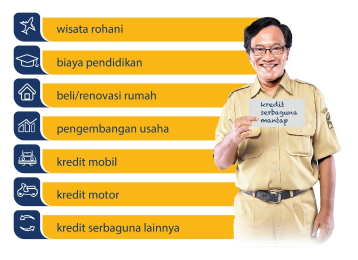 wisata rohani
biaya pendidikan
beli/renovasi rumah
pengembangan usaha
kredit mobil
kredit motor
kredit serbaguna lainnya
kredit
serbaguna
mantap